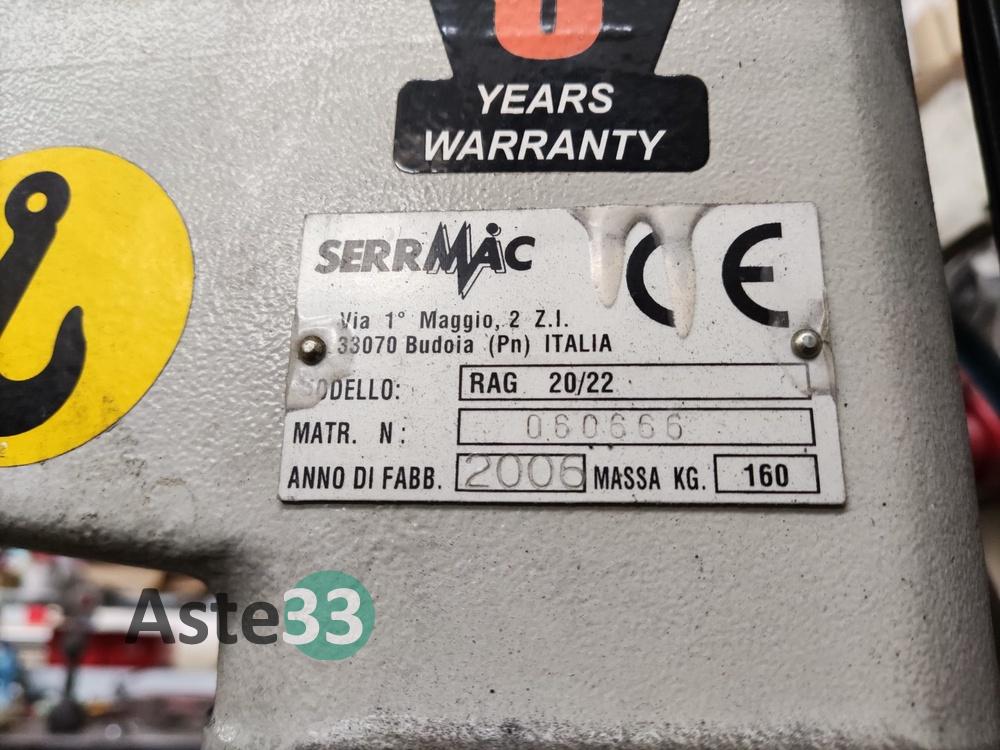 YEARS
WARRANTY
SERRMAC
CE
Via 1° Maggio, 2 Z.I.
33070 Budoia (Pn) ITALIA
MODELLO: RAG 20/22
MATR. N: 060666
ANNO DI FABB. 2006 MASSA KG. 160
Aste33